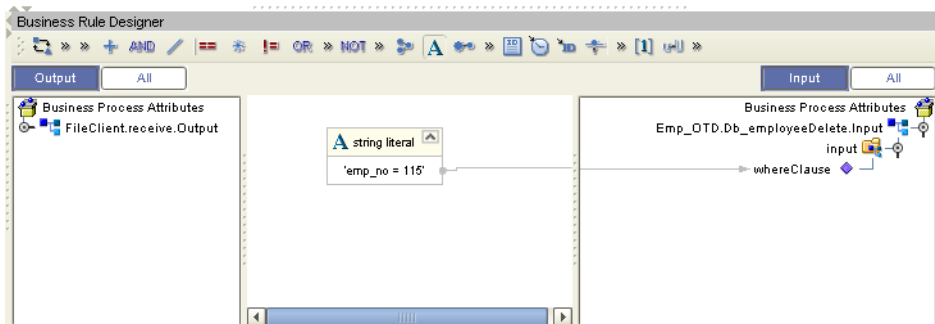 Business Rule Designer
» » + AND / == != OR » NOT » A » » [1] »
Output All Input All
Business Process Attributes
FileClient.receive.Output
A string literal
'emp_no = 115'
Business Process Attributes
Emp_OTD.Db_employeeDelete.Input
input
whereClause